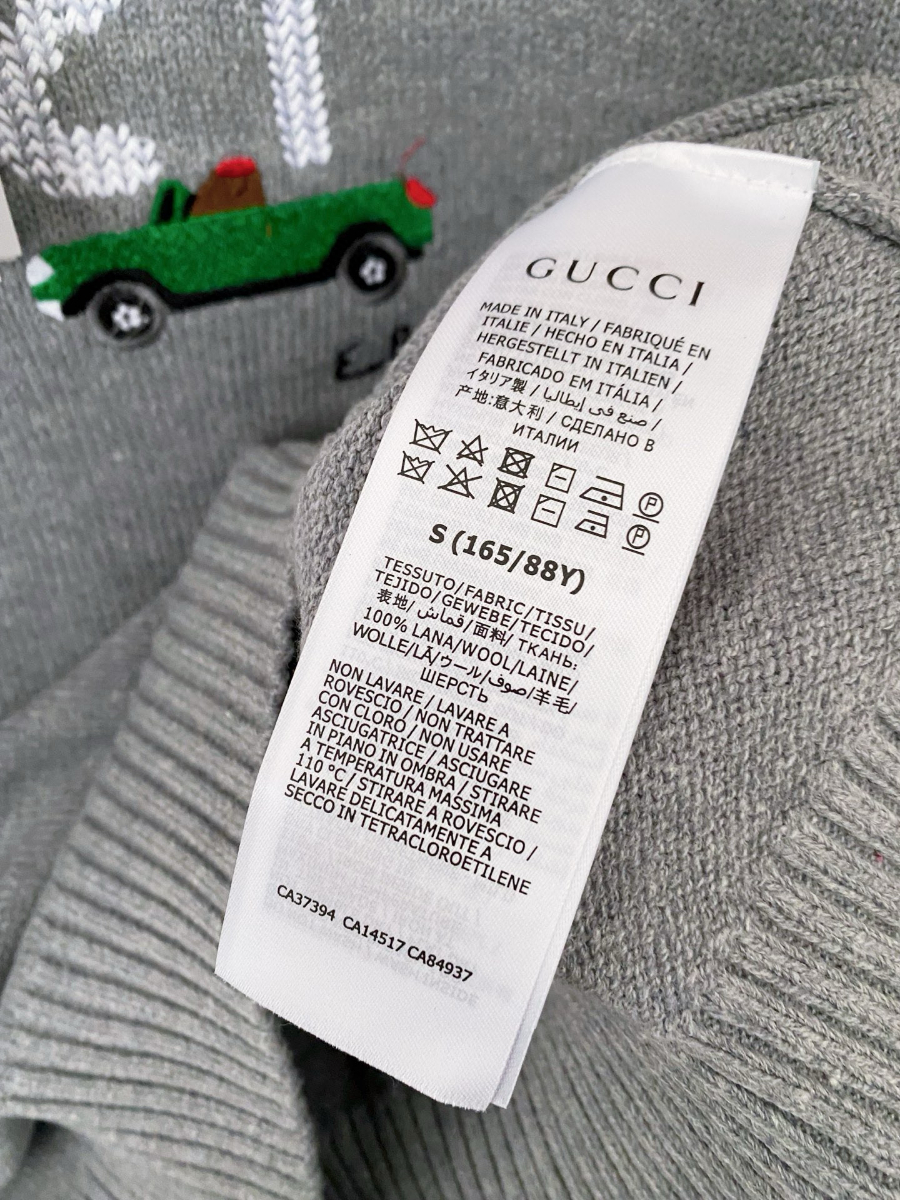 GUCCI
MADE IN ITALY / FABRIQUÉ EN
ITALIE / HECHO EN ITALIA /
HERGESTELLT IN ITALIEN /
FABRICADO EM ITÁLIA /
イタリア製 / صنع في إيطاليا /
产地:意大利 / СДЕЛАНО В
ИТАЛИИ
S (165/88Y)
TESSUTO/FABRIC/TISSU/
TEJIDO/GEWEBE/TECIDO/
表地/ قماش/面料/ ТКАНЬ:
100% LANA/WOOL/LAINE/
WOLLE/LÃ/ウール/صوف/羊毛/
ШЕРСТЬ
NON LAVARE / LAVARE A
ROVESCIO / NON TRATTARE
CON CLORO / NON USARE
ASCIUGATRICE / ASCIUGARE
IN PIANO IN OMBRA / STIRARE
A TEMPERATURA MASSIMA
110 °C / STIRARE A ROVESCIO /
LAVARE DELICATAMENTE A
SECCO IN TETRACLOROETILENE
CA37394 CA14517 CA84937